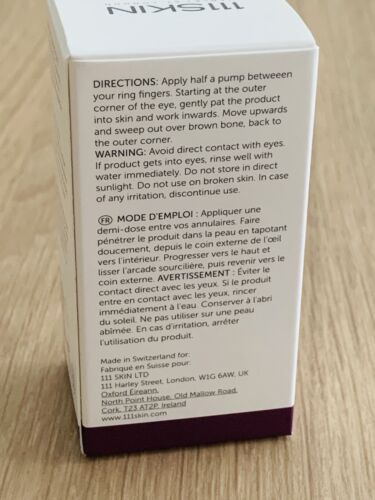 111SKIN
DIRECTIONS: Apply half a pump betweeen
your ring fingers. Starting at the outer
corner of the eye, gently pat the product
into skin and work inwards. Move upwards
and sweep out over brown bone, back to
the outer corner.
WARNING: Avoid direct contact with eyes.
If product gets into eyes, rinse well with
water immediately. Do not store in direct
sunlight. Do not use on broken skin. In case
of any irritation, discontinue use.
FR MODE D'EMPLOI : Appliquer une
demi-dose entre vos annulaires. Faire
pénétrer le produit dans la peau en tapotant
doucement, depuis le coin externe de l'œil
vers l'intérieur. Progresser vers le haut et
lisser l'arcade sourcilière, puis revenir vers le
coin externe. AVERTISSEMENT : Éviter le
contact direct avec les yeux. Si le produit
entre en contact avec les yeux, rincer
immédiatement à l'eau. Conserver à l'abri
du soleil. Ne pas utiliser sur une peau
abîmée. En cas d'irritation, arrêter
l'utilisation du produit.
Made in Switzerland for:
Fabriqué en Suisse pour:
111 SKIN LTD
111 Harley Street, London, W1G 6AW, UK
Oxford Eireann,
North Point House, Old Mallow Road,
Cork, T23 AT2P, Ireland
www.111skin.com